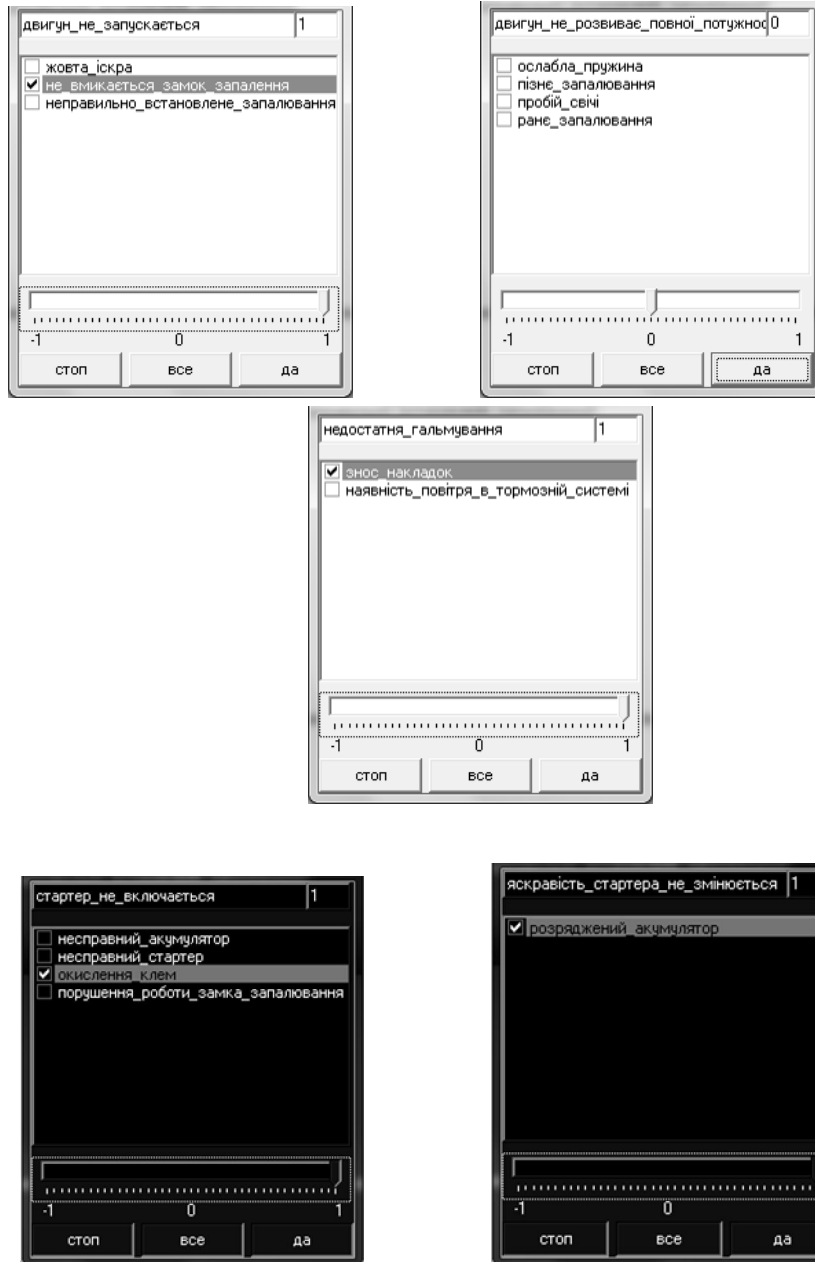 двигун_не_запускається 1
жовта_іскра
не_вмикається_замок_запалення
неправильно_встановлене_запалювання
-1 0 1
стоп все да
двигун_не_розвиває_повної_потужнос 0
ослабла_пружина
пізнє_запалювання
пробій_свічі
ранє_запалювання
-1 0 1
стоп все да
недостатня_гальмування 1
знос_накладок
наявність_повітря_в_тормозній_системі
-1 0 1
стоп все да
стартер_не_включається 1
несправний_акумулятор
несправний_стартер
окислення_клем
порушення_роботи_замка_запалювання
-1 0 1
стоп все да
яскравість_стартера_не_змінюється 1
розряджений_акумулятор
-1 0
стоп все да